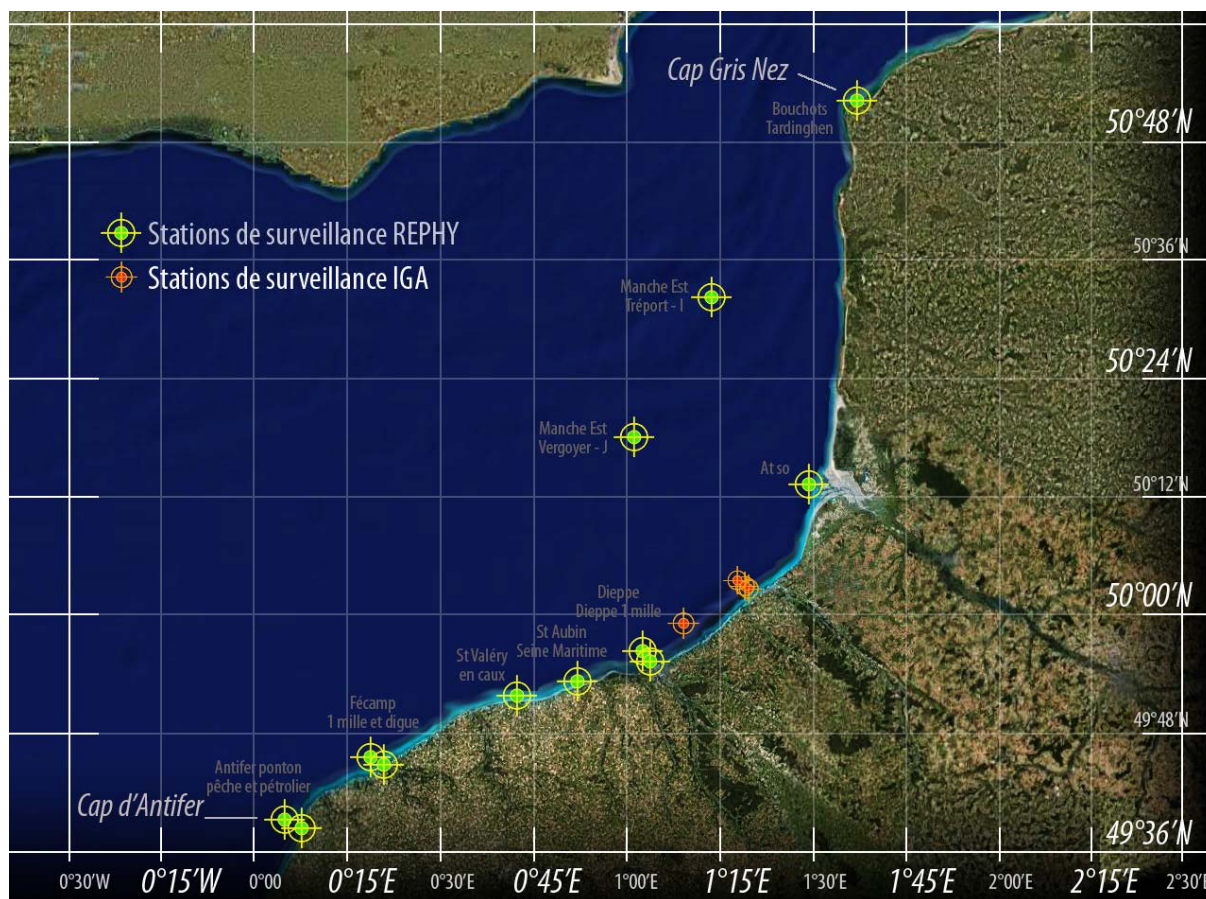 Cap Gris Nez
Bouchots
Tardinghen
50°48'N
Stations de surveillance REPHY
50°36'N
Stations de surveillance IGA
Manche Est
Tréport - I
50°24'N
Manche Est
Vergoyer - J
At so
50°12'N
Dieppe
Dieppe 1 mille
50°00'N
St Aubin
Seine Maritime
St Valéry
en caux
Fécamp
1 mille et digue
49°48'N
Antifer ponton
pêche et pétrolier
Cap d'Antifer
49°36'N
0°30'W 0°15'W 0°00 0°15'E 0°30'E 0°45'E 1°00'E 1°15'E 1°30'E 1°45'E 2°00'E 2°15'E 2°30'E